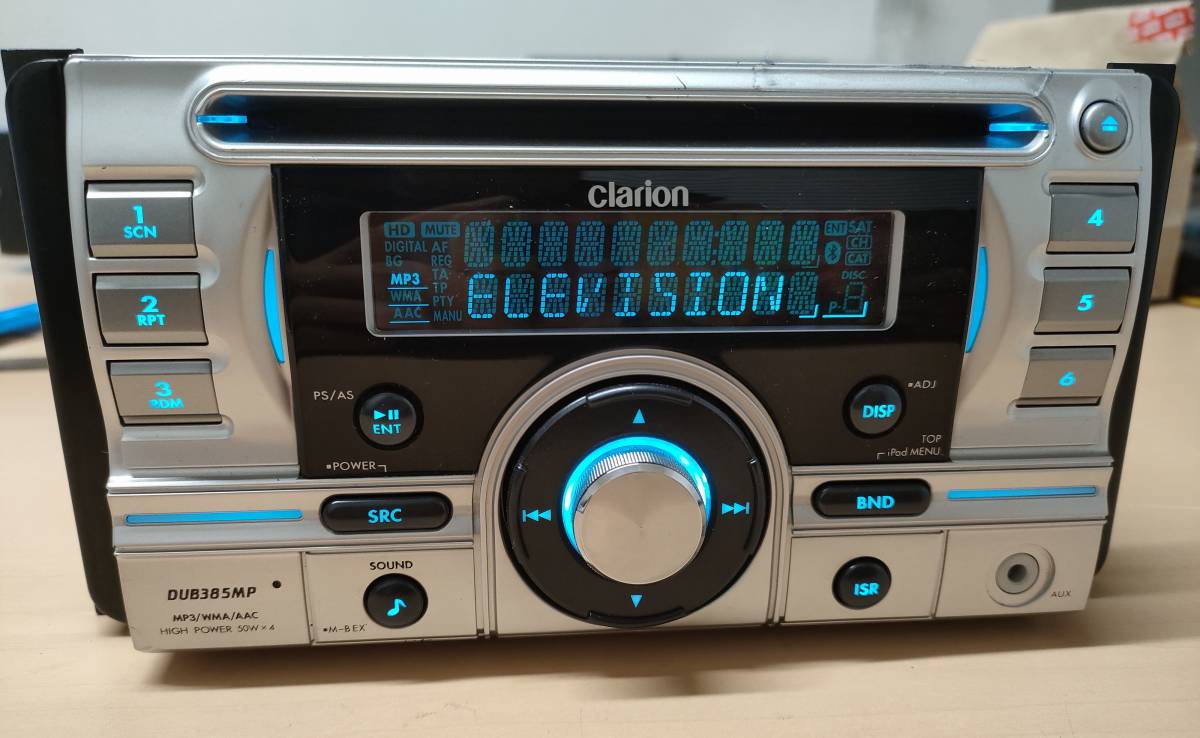 clarion
1
SCN
2
RPT
3
RDM
HD MUTE
DIGITAL AF
BG REG
MP3 TA
WMA TP
AAC PTY
MANU
ELEVISION
ENT SAT
CH
CAT
DISC
P-
4
5
6
PS/AS
ENT
POWER
DISP
ADJ
TOP
iPod MENU
SRC
BND
DUB385MP
MP3/WMA/AAC
HIGH POWER 50W×4
SOUND
M-B EX
ISR
AUX